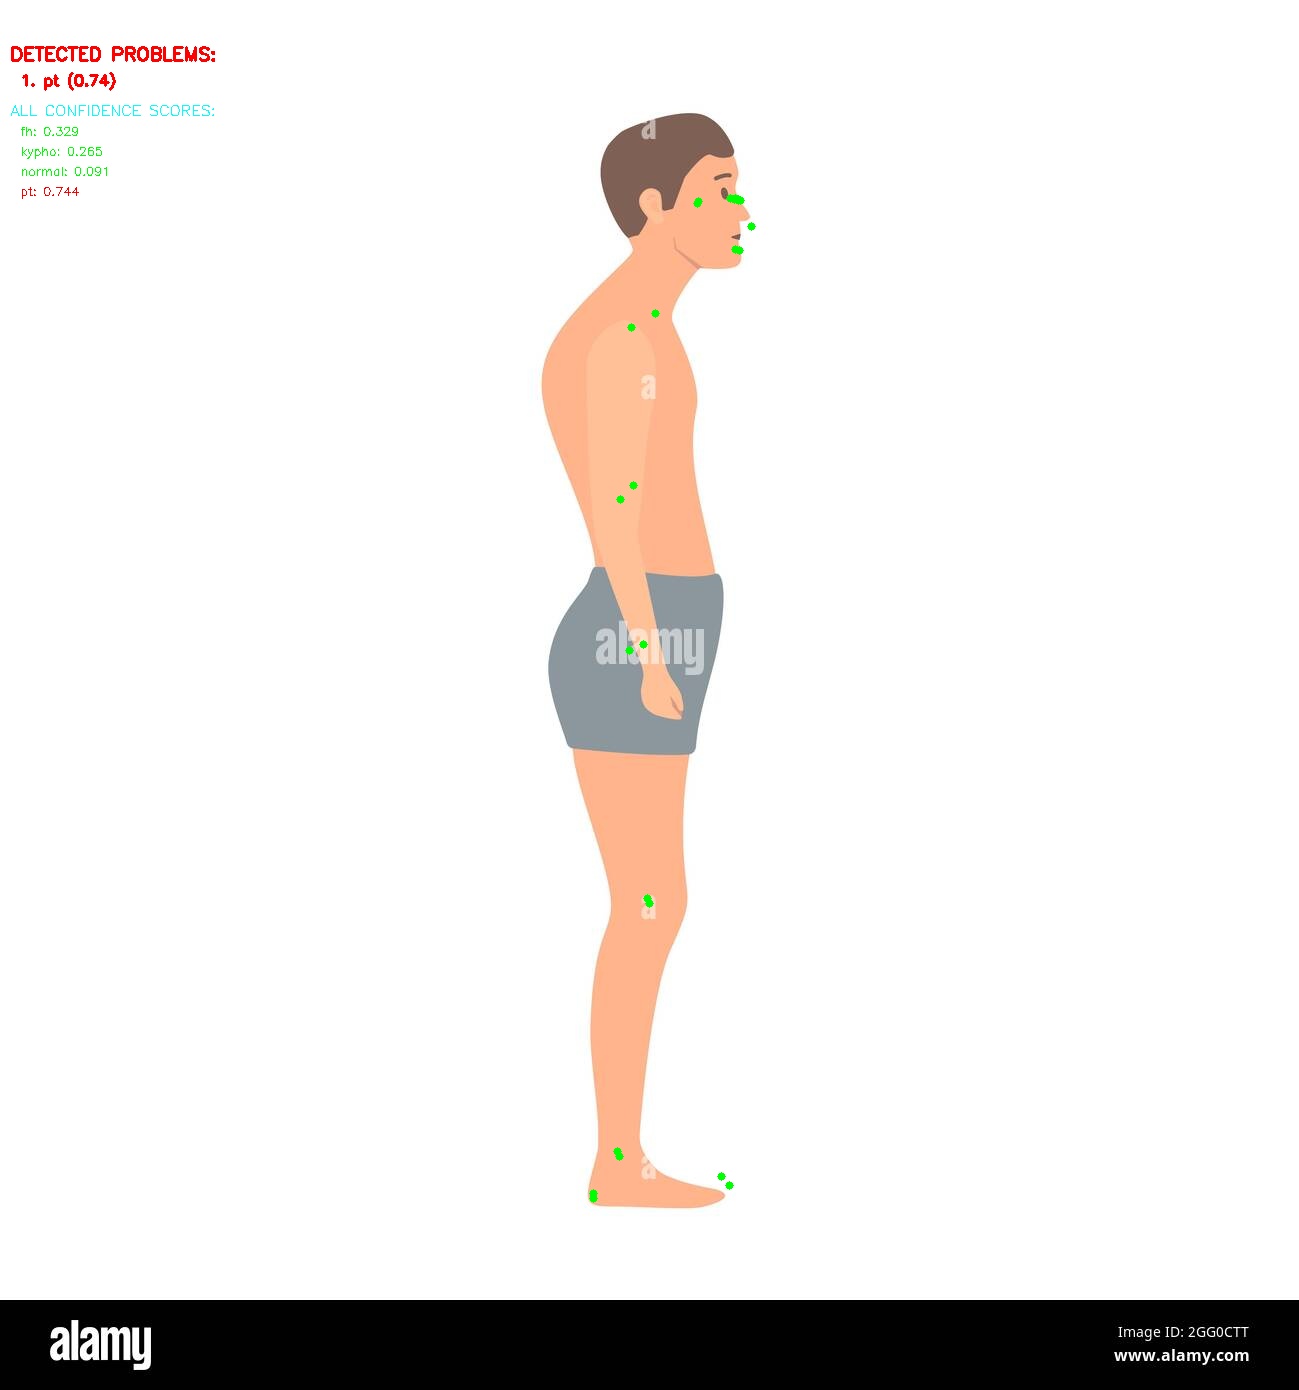 DETECTED PROBLEMS:
1. pt (0.74)
ALL CONFIDENCE SCORES:
fh: 0.329
kypho: 0.265
normal: 0.091
pt: 0.744
a
a
alamy
a
a
alamy
Image ID: 2GG0CTT
www.alamy.com